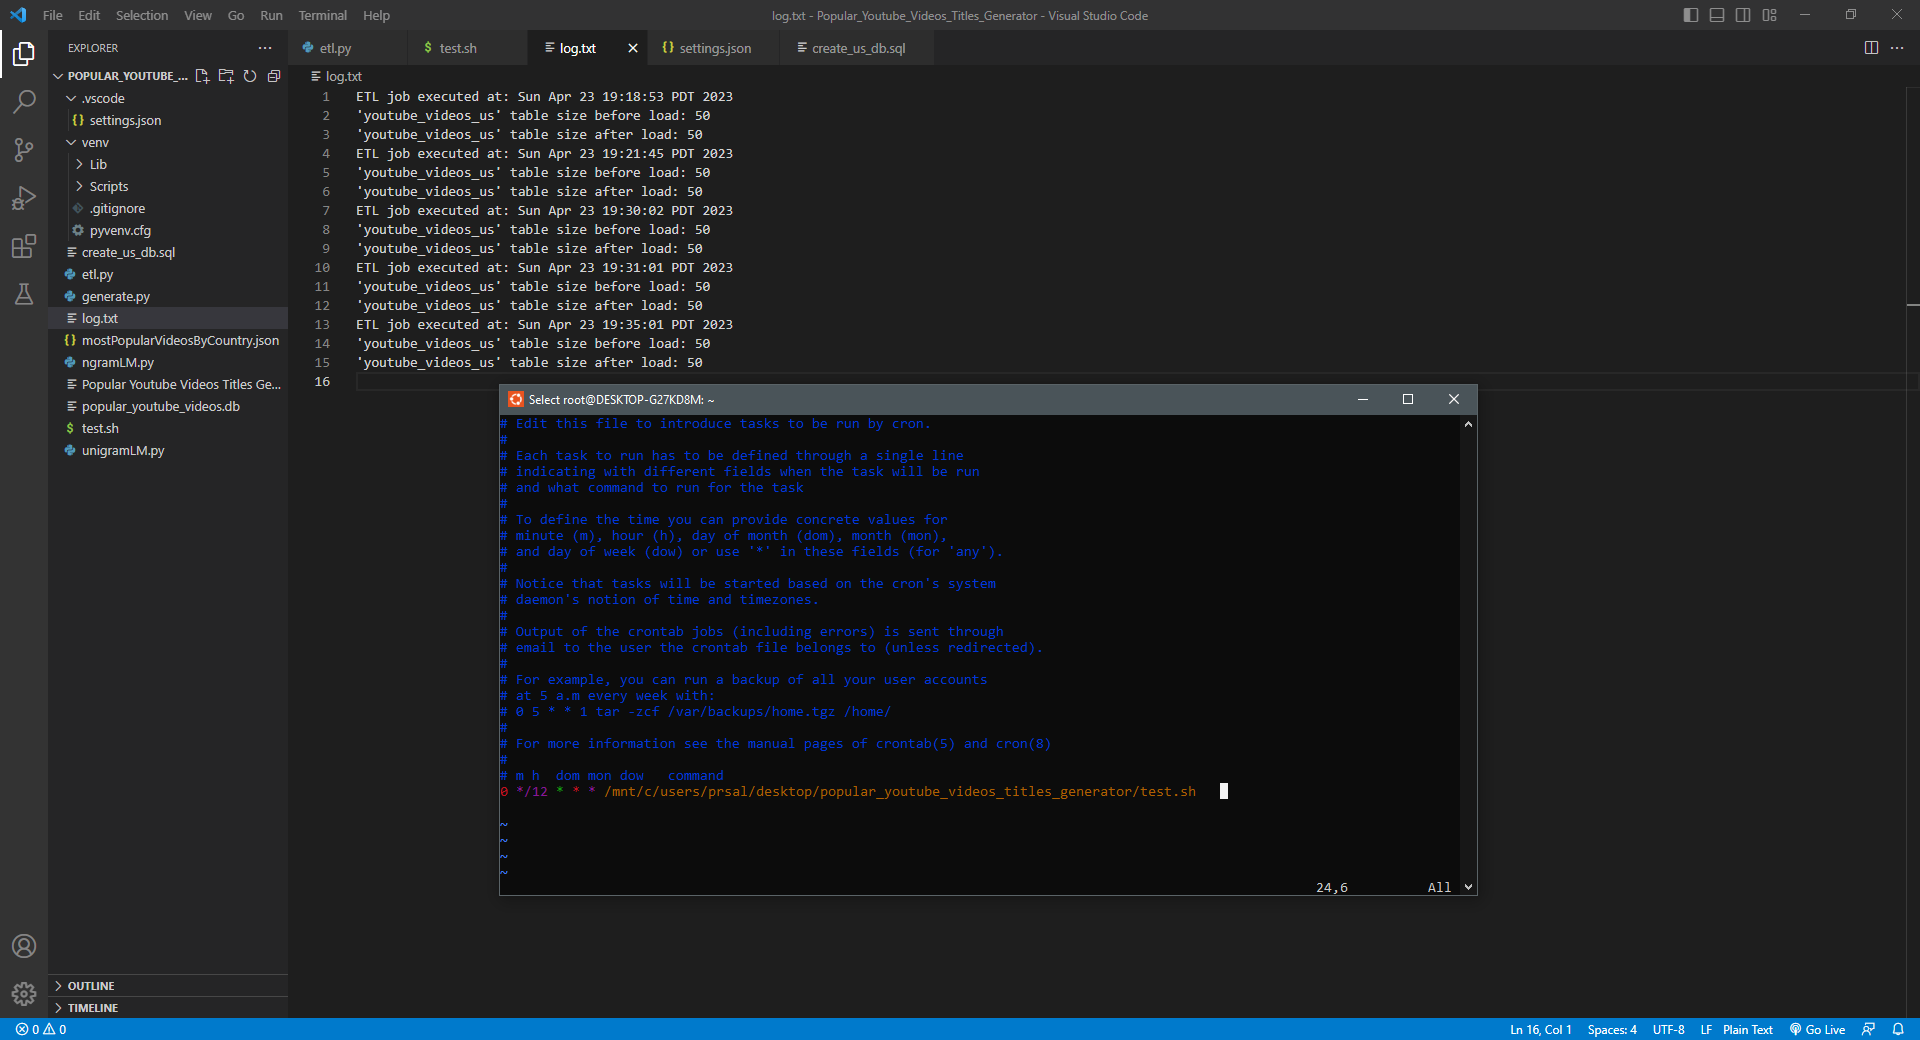 File Edit Selection View Go Run Terminal Help
log.txt - Popular_Youtube_Videos_Titles_Generator - Visual Studio Code
EXPLORER
POPULAR_YOUTUBE_...
.vscode
settings.json
venv
Lib
Scripts
.gitignore
pyvenv.cfg
create_us_db.sql
etl.py
generate.py
log.txt
mostPopularVideosByCountry.json
ngramLM.py
Popular Youtube Videos Titles Ge...
popular_youtube_videos.db
test.sh
unigramLM.py
OUTLINE
TIMELINE
etl.py
test.sh
log.txt
settings.json
create_us_db.sql
log.txt
1 ETL job executed at: Sun Apr 23 19:18:53 PDT 2023
2 'youtube_videos_us' table size before load: 50
3 'youtube_videos_us' table size after load: 50
4 ETL job executed at: Sun Apr 23 19:21:45 PDT 2023
5 'youtube_videos_us' table size before load: 50
6 'youtube_videos_us' table size after load: 50
7 ETL job executed at: Sun Apr 23 19:30:02 PDT 2023
8 'youtube_videos_us' table size before load: 50
9 'youtube_videos_us' table size after load: 50
10 ETL job executed at: Sun Apr 23 19:31:01 PDT 2023
11 'youtube_videos_us' table size before load: 50
12 'youtube_videos_us' table size after load: 50
13 ETL job executed at: Sun Apr 23 19:35:01 PDT 2023
14 'youtube_videos_us' table size before load: 50
15 'youtube_videos_us' table size after load: 50
16
Select root@DESKTOP-G27KD8M: ~
# Edit this file to introduce tasks to be run by cron.
#
# Each task to run has to be defined through a single line
# indicating with different fields when the task will be run
# and what command to run for the task
#
# To define the time you can provide concrete values for
# minute (m), hour (h), day of month (dom), month (mon),
# and day of week (dow) or use '*' in these fields (for 'any').
#
# Notice that tasks will be started based on the cron's system
# daemon's notion of time and timezones.
#
# Output of the crontab jobs (including errors) is sent through
# email to the user the crontab file belongs to (unless redirected).
#
# For example, you can run a backup of all your user accounts
# at 5 a.m every week with:
# 0 5 * * 1 tar -zcf /var/backups/home.tgz /home/
#
# For more information see the manual pages of crontab(5) and cron(8)
#
# m h  dom mon dow   command
0 */12 * * * /mnt/c/users/prsal/desktop/popular_youtube_videos_titles_generator/test.sh
~
~
~
~
24,6 All
0 0
Ln 16, Col 1 Spaces: 4 UTF-8 LF Plain Text Go Live